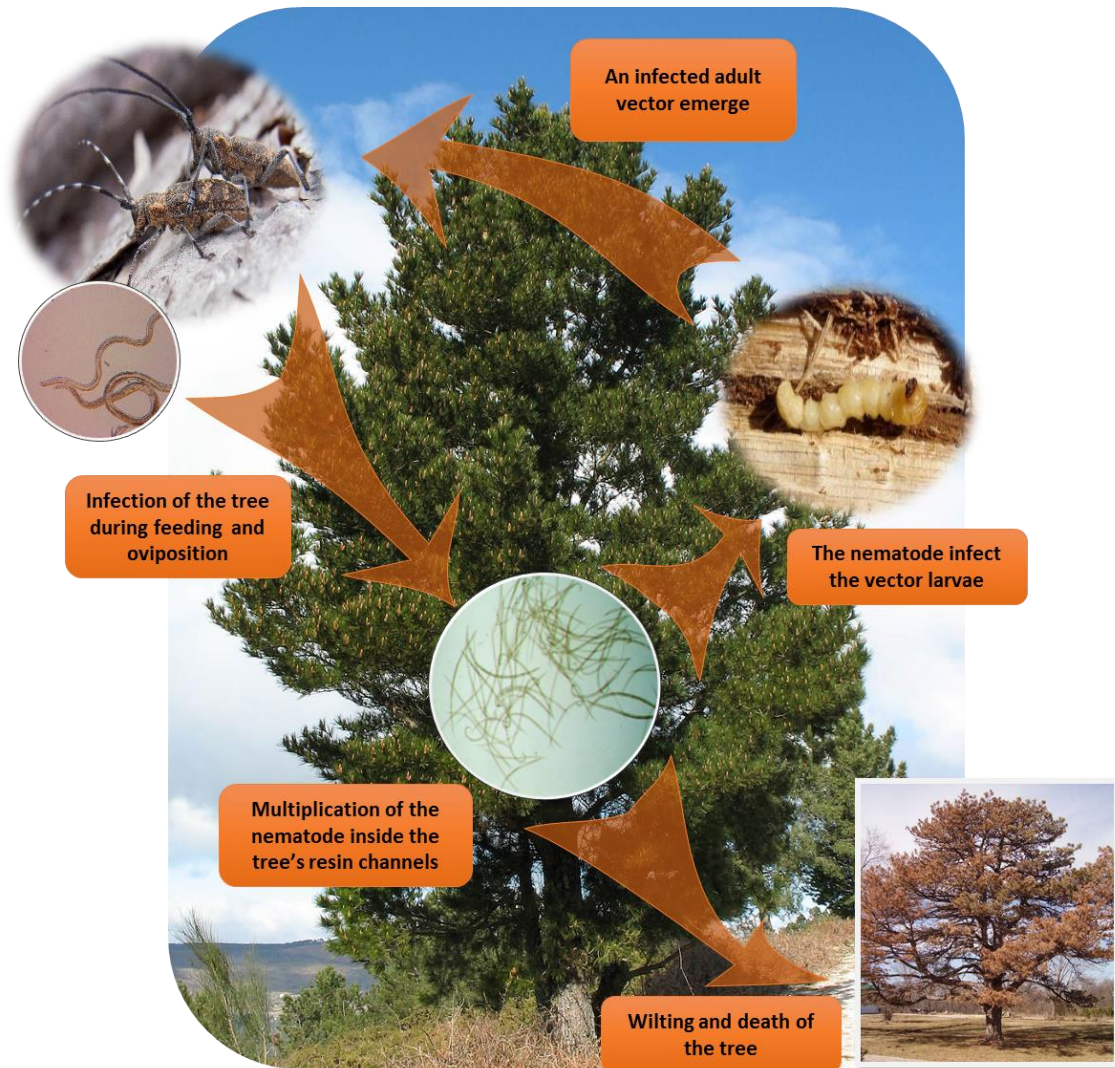 An infected adult
vector emerge
Infection of the tree
during feeding and
oviposition
The nematode infect
the vector larvae
Multiplication of the
nematode inside the
tree's resin channels
Wilting and death of
the tree